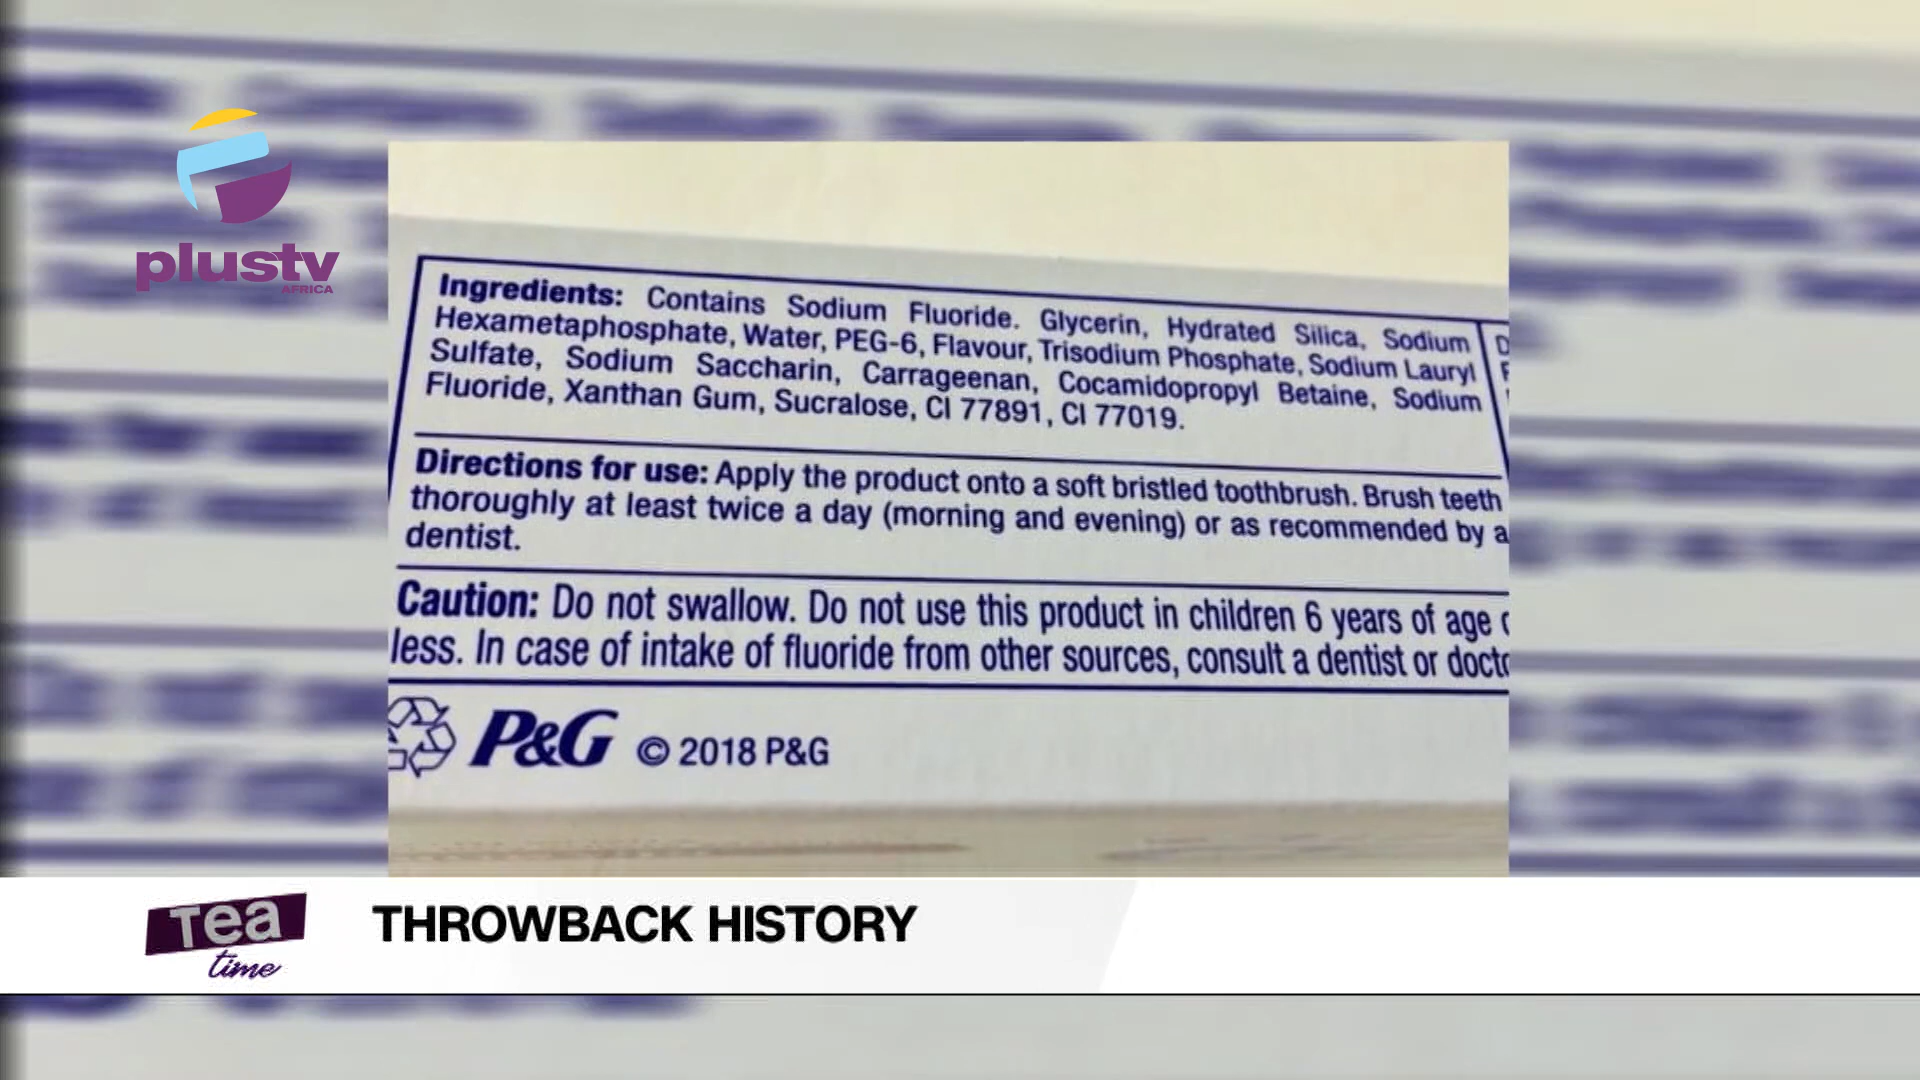 plustv
AFRICA
Ingredients: Contains Sodium Fluoride. Glycerin, Hydrated Silica, Sodium
Hexametaphosphate, Water, PEG-6, Flavour, Trisodium Phosphate, Sodium Lauryl
Sulfate, Sodium Saccharin, Carrageenan, Cocamidopropyl Betaine, Sodium
Fluoride, Xanthan Gum, Sucralose, CI 77891, CI 77019.
Directions for use: Apply the product onto a soft bristled toothbrush. Brush teeth
thoroughly at least twice a day (morning and evening) or as recommended by a
dentist.
Caution: Do not swallow. Do not use this product in children 6 years of age
less. In case of intake of fluoride from other sources, consult a dentist or
P&G © 2018 P&G
Tea
time
THROWBACK HISTORY